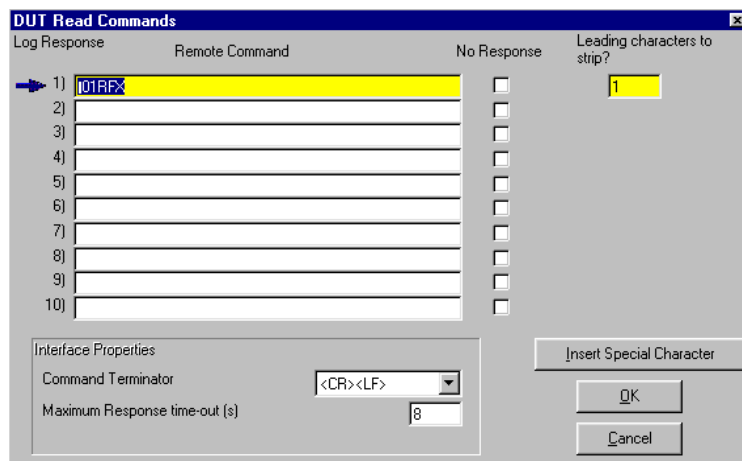 DUT Read Commands
Log Response Remote Command No Response Leading characters to strip?
1) I01RFX 1
2)
3)
4)
5)
6)
7)
8)
9)
10)
Interface Properties
Command Terminator <CR><LF>
Maximum Response time-out (s) 8
Insert Special Character
OK
Cancel